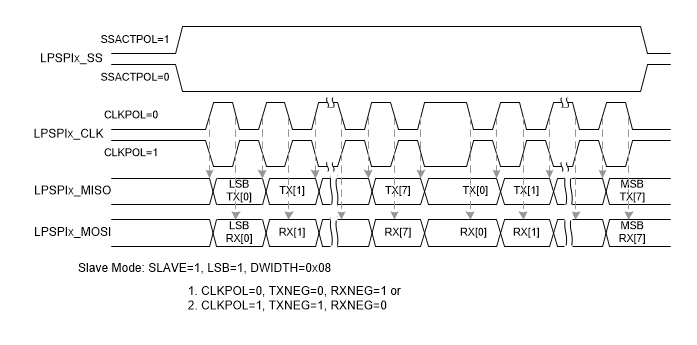 SSACTPOL=1
LPSPIx_SS
SSACTPOL=0
CLKPOL=0
LPSPIx_CLK
CLKPOL=1
LPSPIx_MISO LSB TX[0] TX[1] TX[7] TX[0] TX[1] MSB TX[7]
LPSPIx_MOSI LSB RX[0] RX[1] RX[7] RX[0] RX[1] MSB RX[7]
Slave Mode: SLAVE=1, LSB=1, DWIDTH=0x08
1. CLKPOL=0, TXNEG=0, RXNEG=1 or
2. CLKPOL=1, TXNEG=1, RXNEG=0